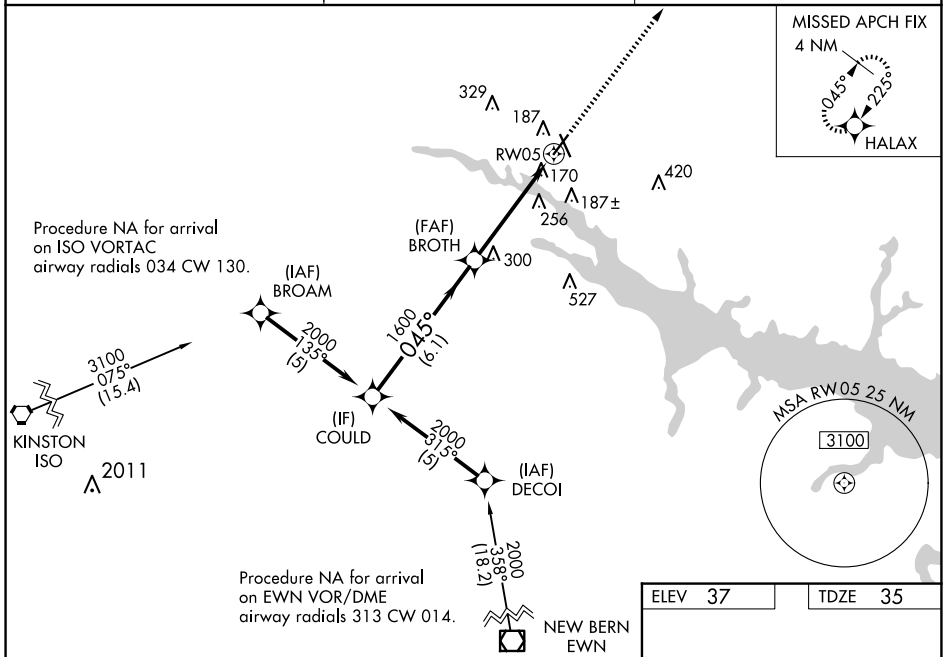 MISSED APCH FIX
4 NM
045°
225°
HALAX
329
187
RW05
170
420
187±
256
(FAF)
BROTH
300
527
Procedure NA for arrival
on ISO VORTAC
airway radials 034 CW 130.
(IAF)
BROAM
2000
135°
(5)
1600
045°
(6.1)
3100
075°
(15.4)
KINSTON
ISO
2011
(IF)
COULD
2000
315°
(5)
(IAF)
DECOI
MSA RW05 25 NM
3100
2000
358°
(18.2)
Procedure NA for arrival
on EWN VOR/DME
airway radials 313 CW 014.
NEW BERN
EWN
ELEV 37
TDZE 35